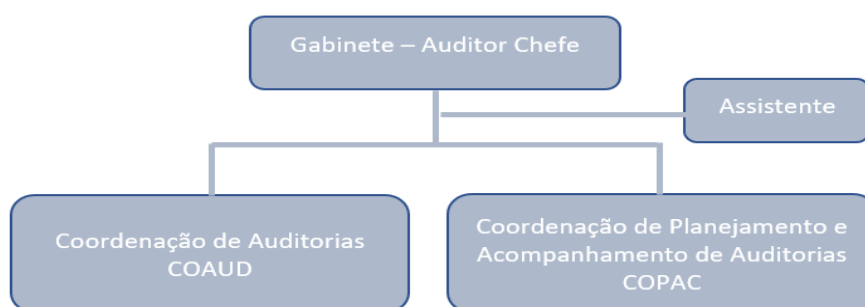 Gabinete – Auditor Chefe
Assistente
Coordenação de Auditorias
COAUD
Coordenação de Planejamento e
Acompanhamento de Auditorias
COPAC